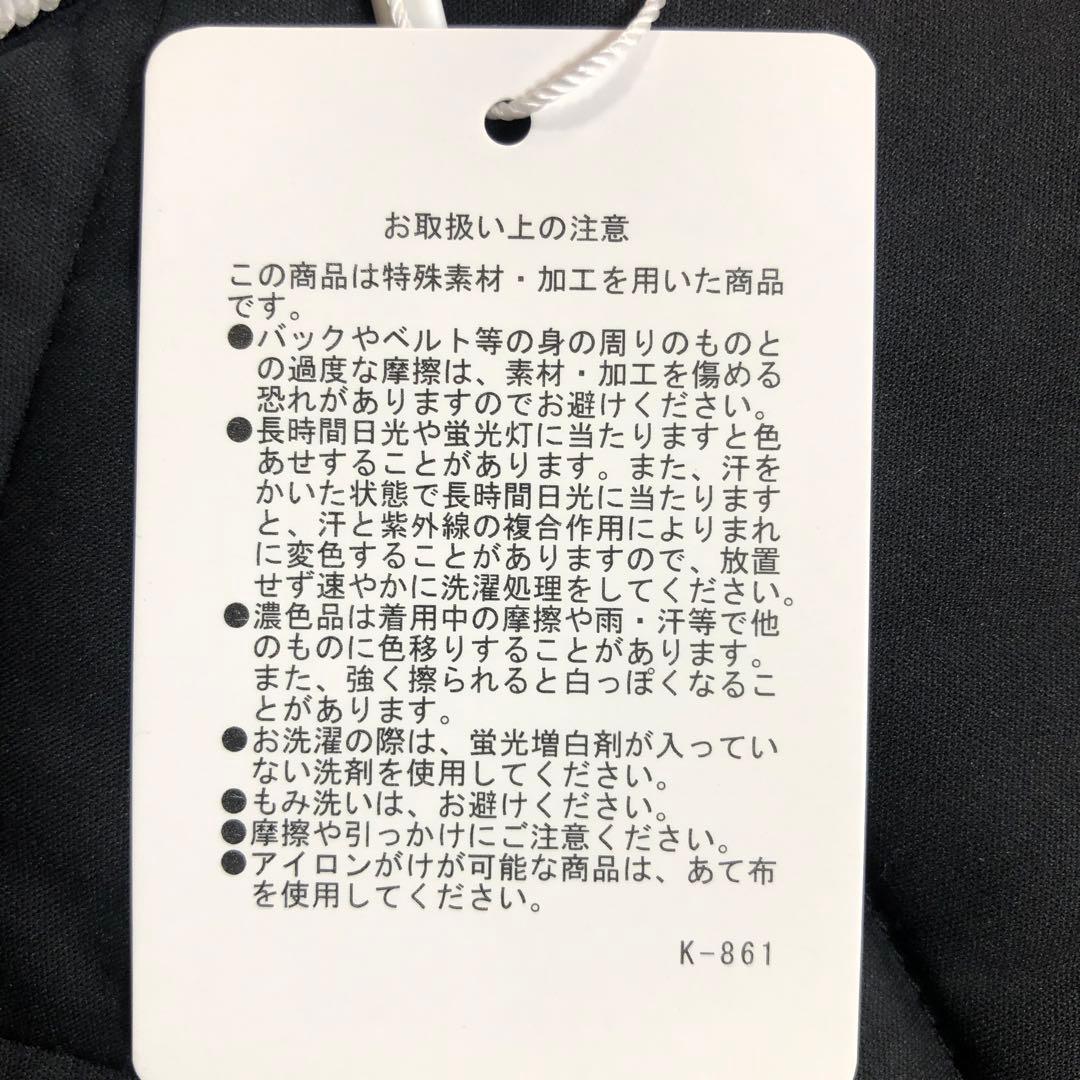 お取扱い上の注意
この商品は特殊素材・加工を用いた商品
です。
●バックやベルト等の身の周りのものと
の過度な摩擦は、素材・加工を傷める
恐れがありますのでお避けください。
●長時間日光や蛍光灯に当たりますと色
あせすることがあります。また、汗を
かいた状態で長時間日光に当たります
と、汗と紫外線の複合作用によりまれ
に変色することがありますので、放置
せず速やかに洗濯処理をしてください。
●濃色品は着用中の摩擦や雨・汗等で他
のものに色移りすることがあります。
また、強く擦られると白っぽくなるこ
とがあります。
●お洗濯の際は、蛍光増白剤が入ってい
ない洗剤を使用してください。
●もみ洗いは、お避けください。
●摩擦や引っかけにご注意ください。
●アイロンがけが可能な商品は、あて布
を使用してください。
K-861